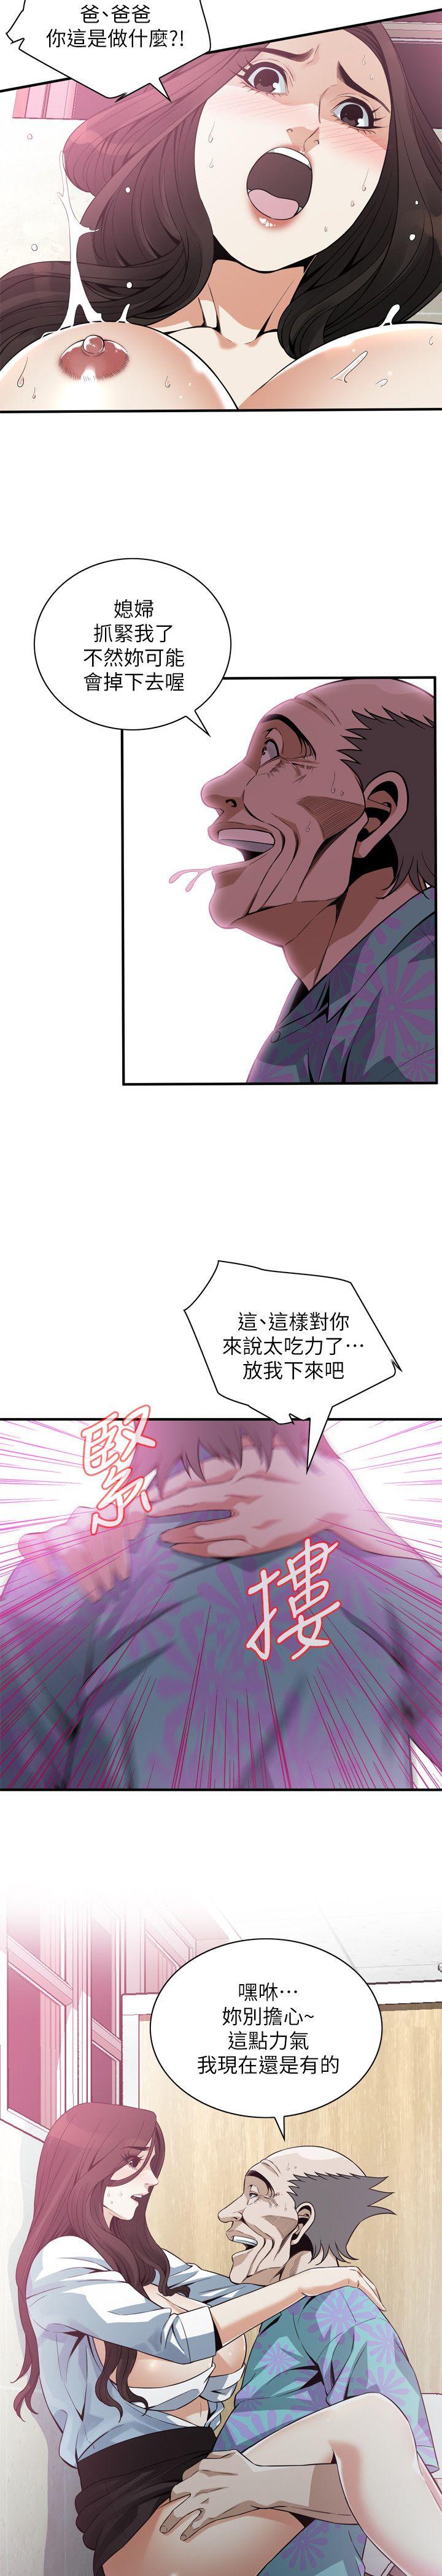 爸、爸爸
你這是做什麼?!
媳婦
抓緊我了
不然妳可能
會掉下去喔
這、這樣對你
來說太吃力了⋯
放我下來吧
緊
摟
嘿咻⋯
妳別擔心~
這點力氣
我現在還是有的